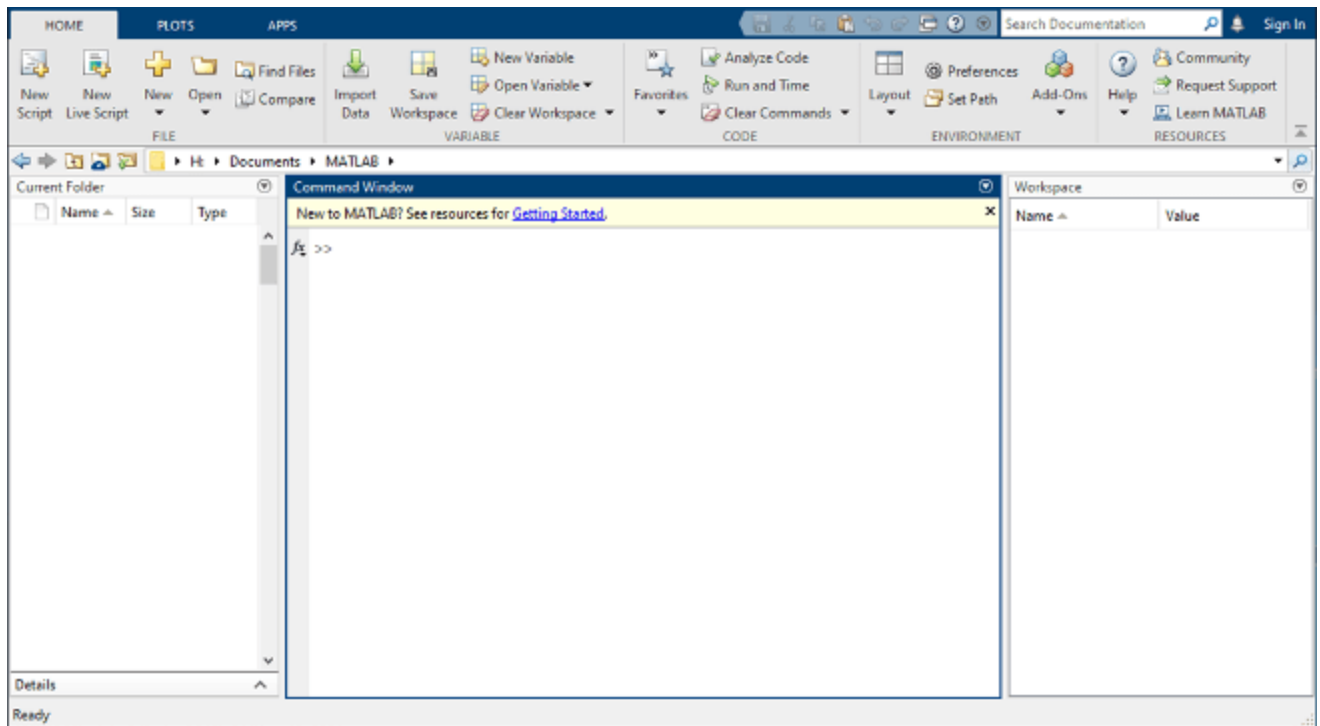 HOME PLOTS APPS Search Documentation Sign In
New Script New Live Script New Open Find Files Compare Import Data Save Workspace New Variable Open Variable Clear Workspace Favorites Analyze Code Run and Time Clear Commands Layout Preferences Set Path Add-Ons Help Community Request Support Learn MATLAB
FILE VARIABLE CODE ENVIRONMENT RESOURCES
H: Documents MATLAB
Current Folder Command Window Workspace
Name Size Type New to MATLAB? See resources for Getting Started. Name Value
fx >>
Details
Ready